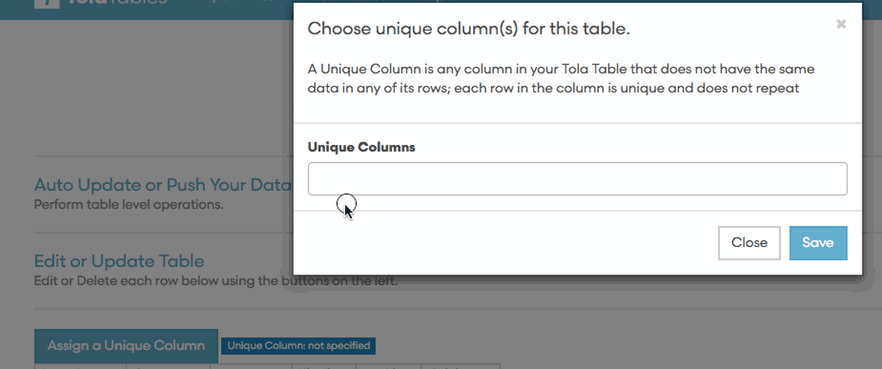 TolaTables
Choose unique column(s) for this table.
×
A Unique Column is any column in your Tola Table that does not have the same
data in any of its rows; each row in the column is unique and does not repeat
Unique Columns
Close
Save
Auto Update or Push Your Data
Perform table level operations.
Edit or Update Table
Edit or Delete each row below using the buttons on the left.
Assign a Unique Column
Unique Column: not specified